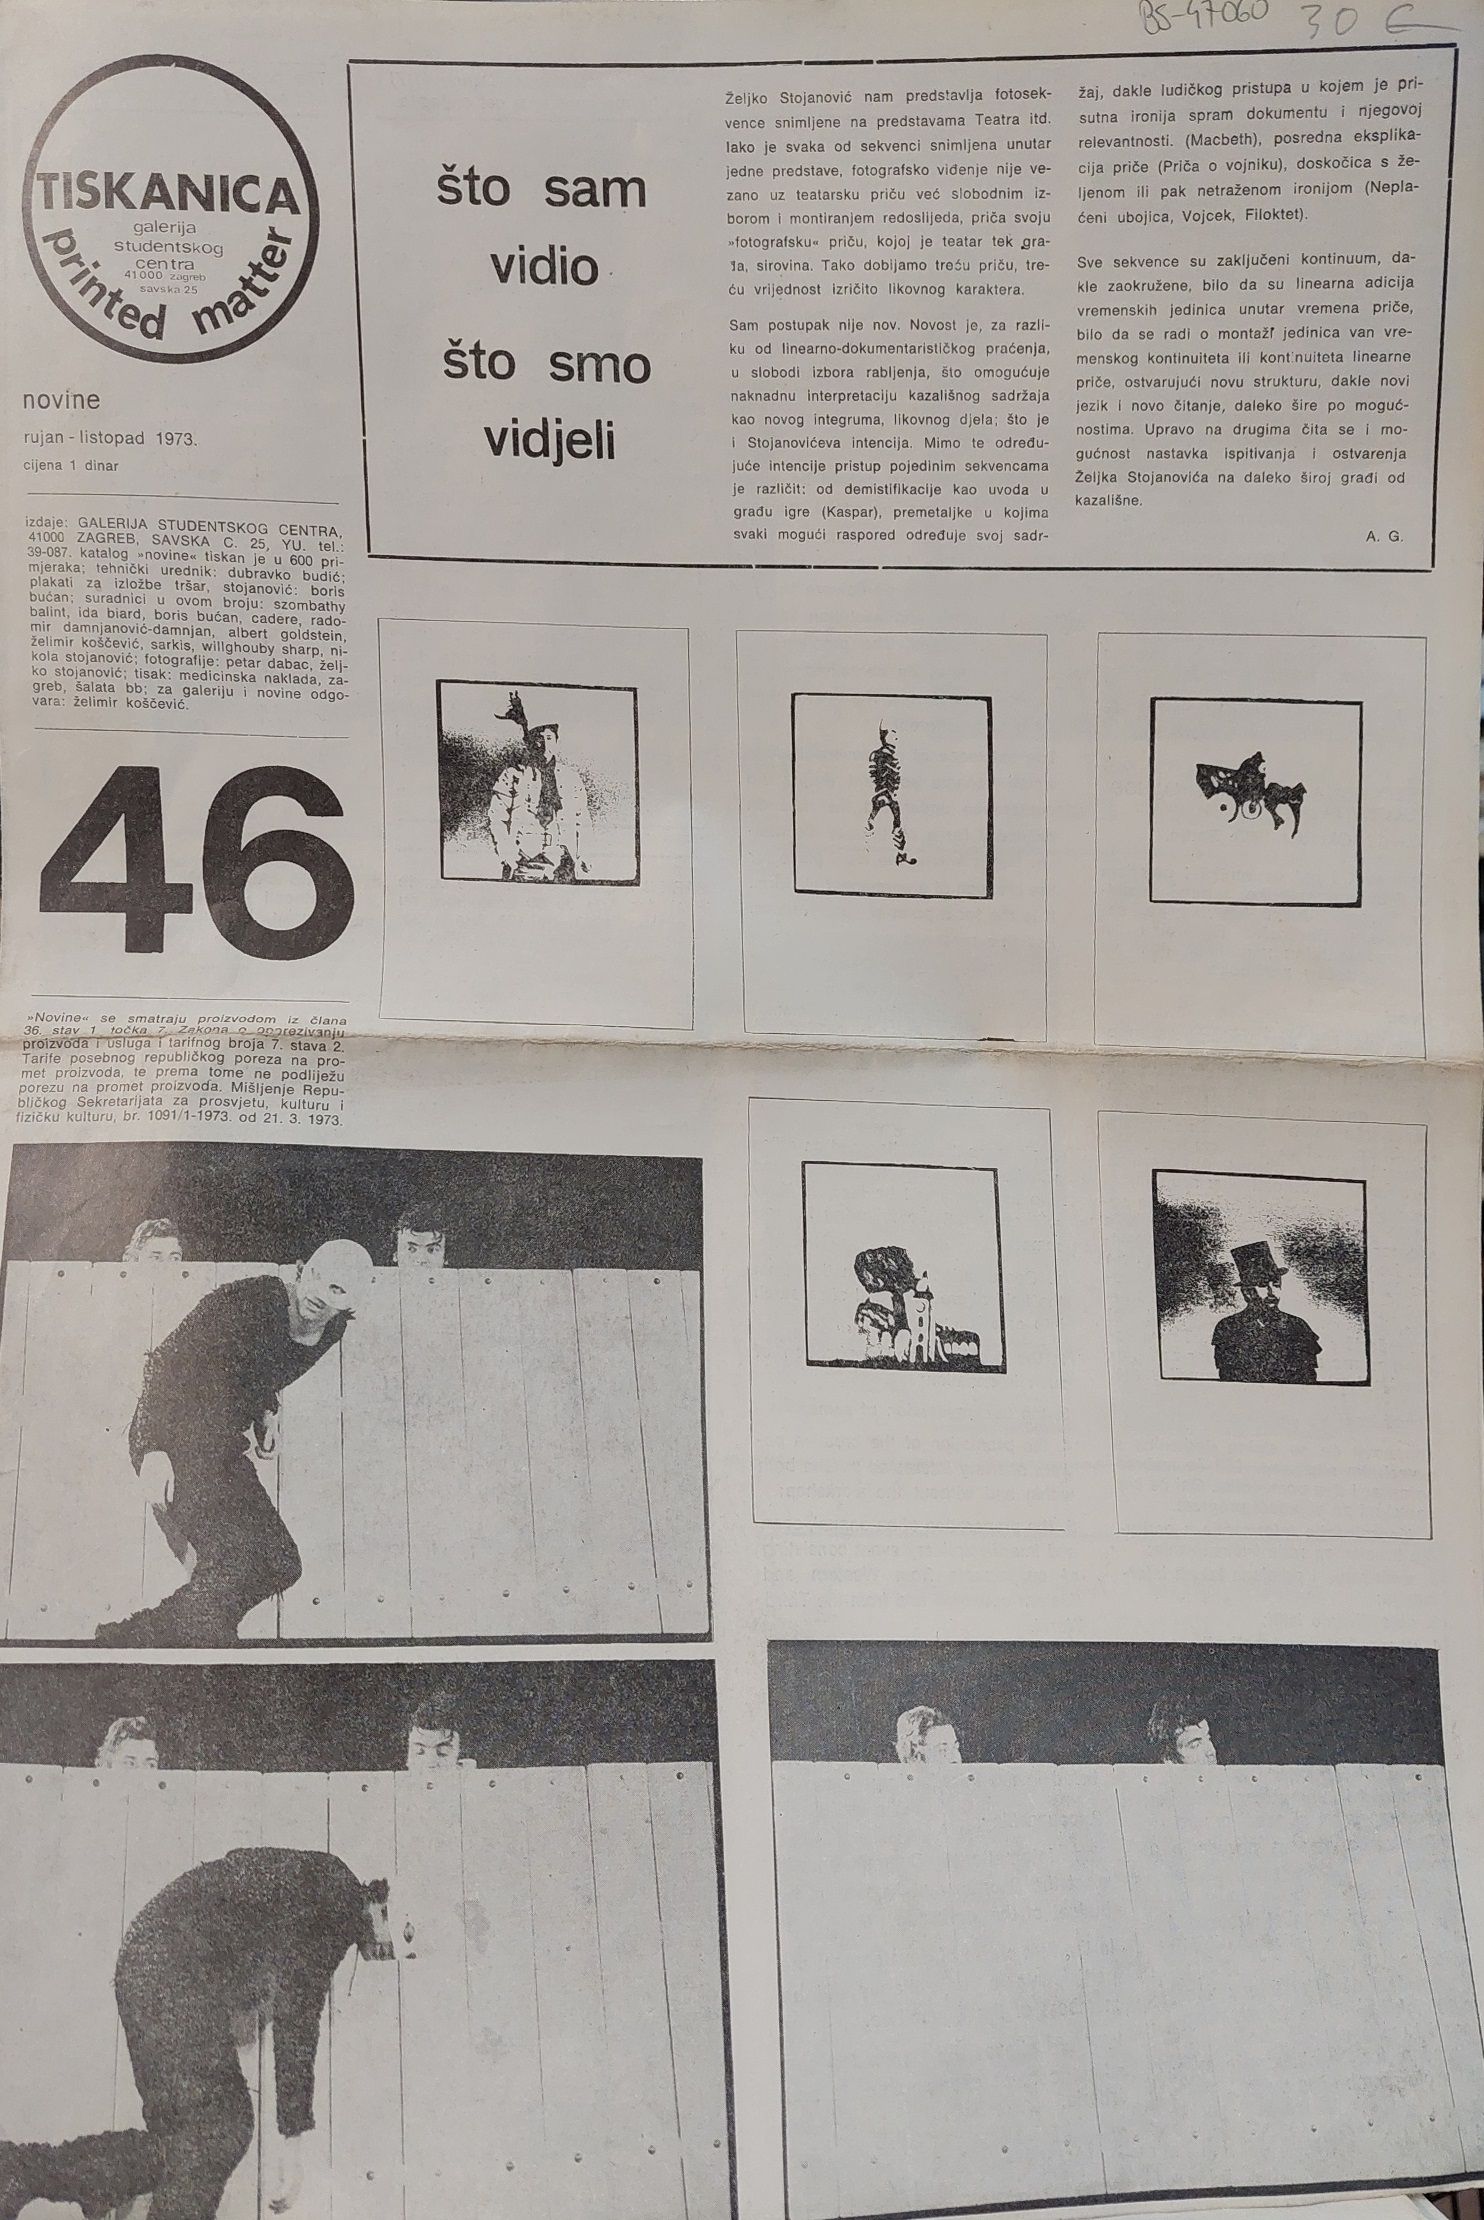 BS-47060 30 €
TISKANICA
galerija
studentskog
centra
41000 zagreb
savska 25
printed matter
novine
rujan - listopad 1973.
cijena 1 dinar
izdaje: GALERIJA STUDENTSKOG CENTRA,
41000 ZAGREB, SAVSKA C. 25, YU. tel.:
39-087. katalog »novine« tiskan je u 600 pri-
mjeraka; tehnički urednik: dubravko budić;
plakati za izložbe tršar, stojanović: boris
bućan; suradnici u ovom broju: szombathy
balint, ida biard, boris bućan, cadere, rado-
mir damnjanović-damnjan, albert goldstein,
želimir koščević, sarkis, willghouby sharp, ni-
kola stojanović; fotografije: petar dabac, želj-
ko stojanović; tisak: medicinska naklada, za-
greb, šalata bb; za galeriju i novine odgo-
vara: želimir koščević.
46
»Novine« se smatraju proizvodom iz člana
36. stav 1. točka 7. Zakona o oporezivanju
proizvoda i usluga i tarifnog broja 7. stava 2.
Tarife posebnog republičkog poreza na pro-
met proizvoda, te prema tome ne podliježu
porezu na promet proizvoda. Mišljenje Repu-
bličkog Sekretarijata za prosvjetu, kulturu i
fizičku kulturu, br. 1091/1-1973. od 21. 3. 1973.
što sam
vidio
što smo
vidjeli
Željko Stojanović nam predstavlja fotosek-
vence snimljene na predstavama Teatra itd.
Iako je svaka od sekvenci snimljena unutar
jedne predstave, fotografsko viđenje nije ve-
zano uz teatarsku priču već slobodnim iz-
borom i montiranjem redoslijeda, priča svoju
»fotografsku« priču, kojoj je teatar tek gra-
đa, sirovina. Tako dobijamo treću priču, tre-
ću vrijednost izričito likovnog karaktera.
Sam postupak nije nov. Novost je, za razli-
ku od linearno-dokumentarističkog praćenja,
u slobodi izbora rabljenja, što omogućuje
naknadnu interpretaciju kazališnog sadržaja
kao novog integruma, likovnog djela; što je
i Stojanovićeva intencija. Mimo te određu-
juće intencije pristup pojedinim sekvencama
je različit: od demistifikacije kao uvoda u
građu igre (Kaspar), premetaljke u kojima
svaki mogući raspored određuje svoj sadr-
žaj, dakle ludičkog pristupa u kojem je pri-
sutna ironija spram dokumentu i njegovoj
relevantnosti. (Macbeth), posredna eksplika-
cija priče (Priča o vojniku), doskočica s že-
ljenom ili pak netraženom ironijom (Nepla-
ćeni ubojica, Vojcek, Filoktet).
Sve sekvence su zaključeni kontinuum, da-
kle zaokružene, bilo da su linearna adicija
vremenskih jedinica unutar vremena priče,
bilo da se radi o montaži jedinica van vre-
menskog kontinuiteta ili kontinuiteta linearne
priče, ostvarujući novu strukturu, dakle novi
jezik i novo čitanje, daleko šire po moguć-
nostima. Upravo na drugima čita se i mo-
gućnost nastavka ispitivanja i ostvarenja
Željka Stojanovića na daleko široj građi od
kazališne.
A. G.